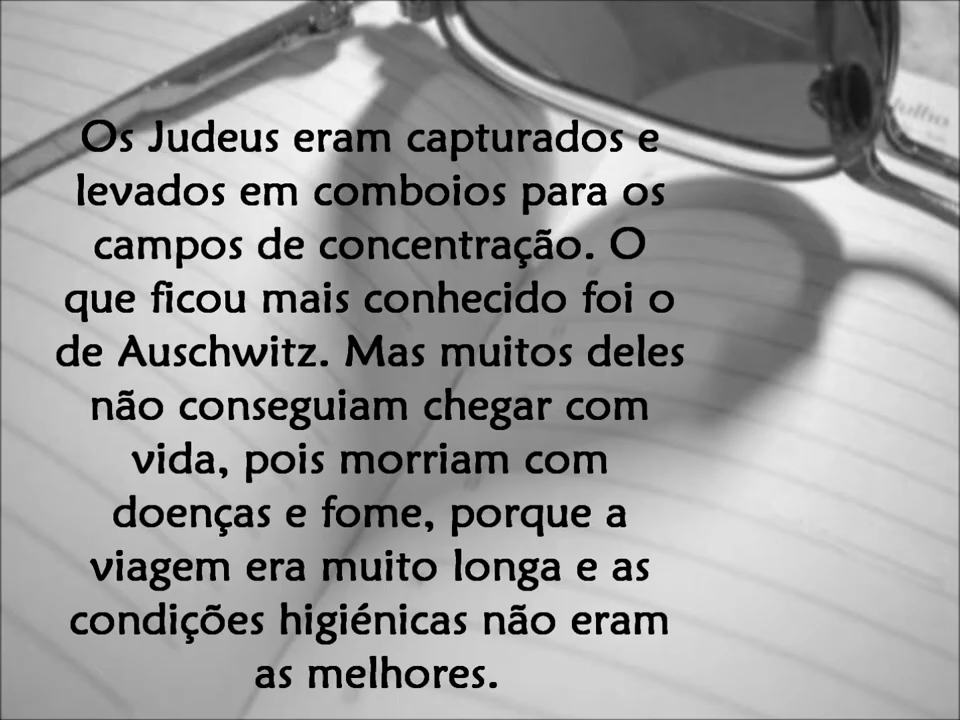 Os Judeus eram capturados e
levados em comboios para os
campos de concentração. O
que ficou mais conhecido foi o
de Auschwitz. Mas muitos deles
não conseguiam chegar com
vida, pois morriam com
doenças e fome, porque a
viagem era muito longa e as
condições higiénicas não eram
as melhores.